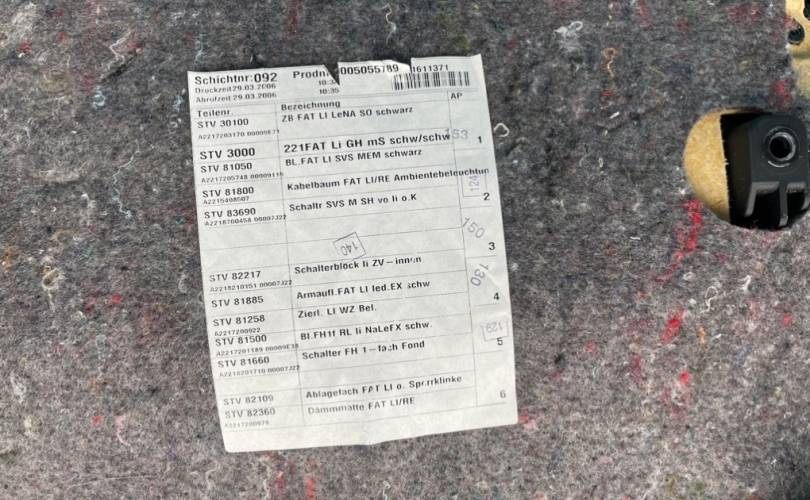 Schichtnr:092 Prodnr 005055789 1611371
Druckzeit 29.03.2006
Abrufzeit 29.03.2006 10:35
Teilenr. Bezeichnung AP
STV 30100 ZB FAT LI LeNA SO schwarz
STV 3000 221FAT Li GH mS schw/schw 153 1
STV 81050 BL.FAT LI SVS MEM schwarz
STV 81800 Kabelbaum FAT LI/RE Ambientebeleuchtun
124 2
STV 83690 Schaltr SVS M SH vo li o.K
150
140 3
STV 82217 Schalterblock li ZV-innen
130
STV 81885 Armaufl.FAT LI led.EX schw 4
STV 81258 Zierl. LI WZ Bel.
A2217200922
STV 81500 Bl.FH1f RL li NaLeFX schw. 129
STV 81660 Schalter FH 1-fach Fond 5
STV 82109 Ablagefach FAT LI o. Sperrklinke
STV 82360 Dämmmatte FAT LI/RE 6